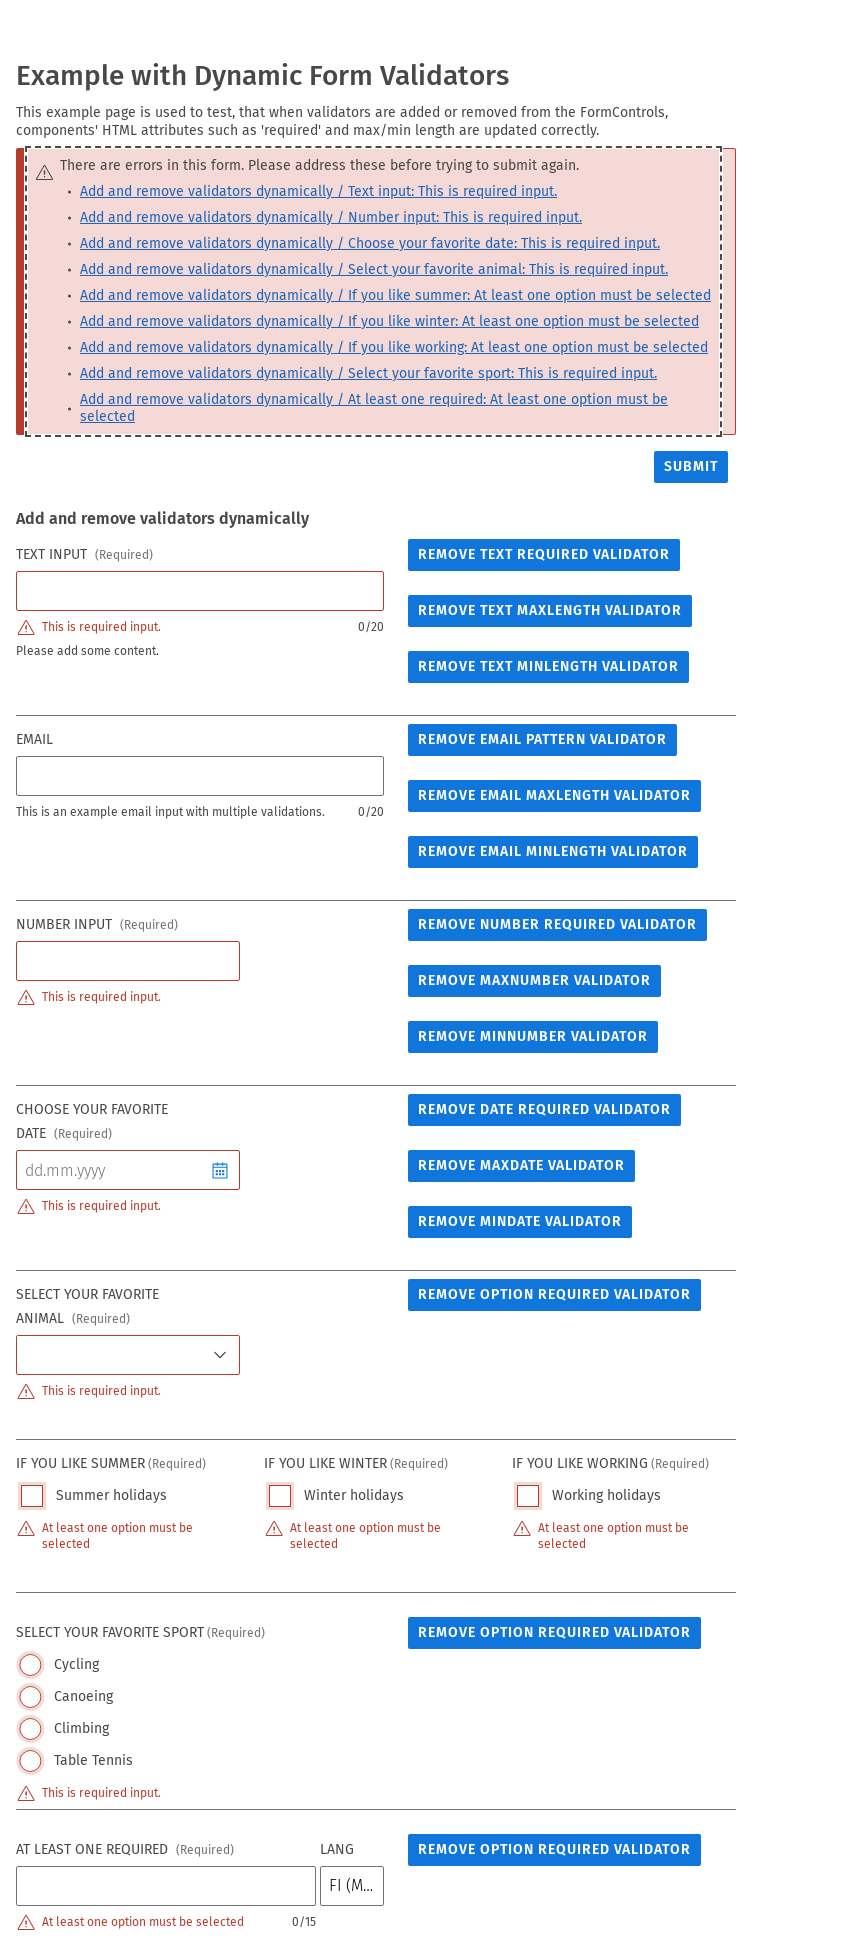 Example with Dynamic Form Validators
This example page is used to test, that when validators are added or removed from the FormControls,
components' HTML attributes such as 'required' and max/min length are updated correctly.
There are errors in this form. Please address these before trying to submit again.
Add and remove validators dynamically / Text input: This is required input.
Add and remove validators dynamically / Number input: This is required input.
Add and remove validators dynamically / Choose your favorite date: This is required input.
Add and remove validators dynamically / Select your favorite animal: This is required input.
Add and remove validators dynamically / If you like summer: At least one option must be selected
Add and remove validators dynamically / If you like winter: At least one option must be selected
Add and remove validators dynamically / If you like working: At least one option must be selected
Add and remove validators dynamically / Select your favorite sport: This is required input.
Add and remove validators dynamically / At least one required: At least one option must be
selected
SUBMIT
Add and remove validators dynamically
TEXT INPUT (Required)
This is required input. 0/20
Please add some content.
REMOVE TEXT REQUIRED VALIDATOR
REMOVE TEXT MAXLENGTH VALIDATOR
REMOVE TEXT MINLENGTH VALIDATOR
EMAIL
This is an example email input with multiple validations. 0/20
REMOVE EMAIL PATTERN VALIDATOR
REMOVE EMAIL MAXLENGTH VALIDATOR
REMOVE EMAIL MINLENGTH VALIDATOR
NUMBER INPUT (Required)
This is required input.
REMOVE NUMBER REQUIRED VALIDATOR
REMOVE MAXNUMBER VALIDATOR
REMOVE MINNUMBER VALIDATOR
CHOOSE YOUR FAVORITE
DATE (Required)
dd.mm.yyyy
This is required input.
REMOVE DATE REQUIRED VALIDATOR
REMOVE MAXDATE VALIDATOR
REMOVE MINDATE VALIDATOR
SELECT YOUR FAVORITE
ANIMAL (Required)
This is required input.
REMOVE OPTION REQUIRED VALIDATOR
IF YOU LIKE SUMMER (Required)
Summer holidays
At least one option must be
selected
IF YOU LIKE WINTER (Required)
Winter holidays
At least one option must be
selected
IF YOU LIKE WORKING (Required)
Working holidays
At least one option must be
selected
SELECT YOUR FAVORITE SPORT (Required)
Cycling
Canoeing
Climbing
Table Tennis
This is required input.
REMOVE OPTION REQUIRED VALIDATOR
AT LEAST ONE REQUIRED (Required) LANG
FI (M...
At least one option must be selected 0/15
REMOVE OPTION REQUIRED VALIDATOR